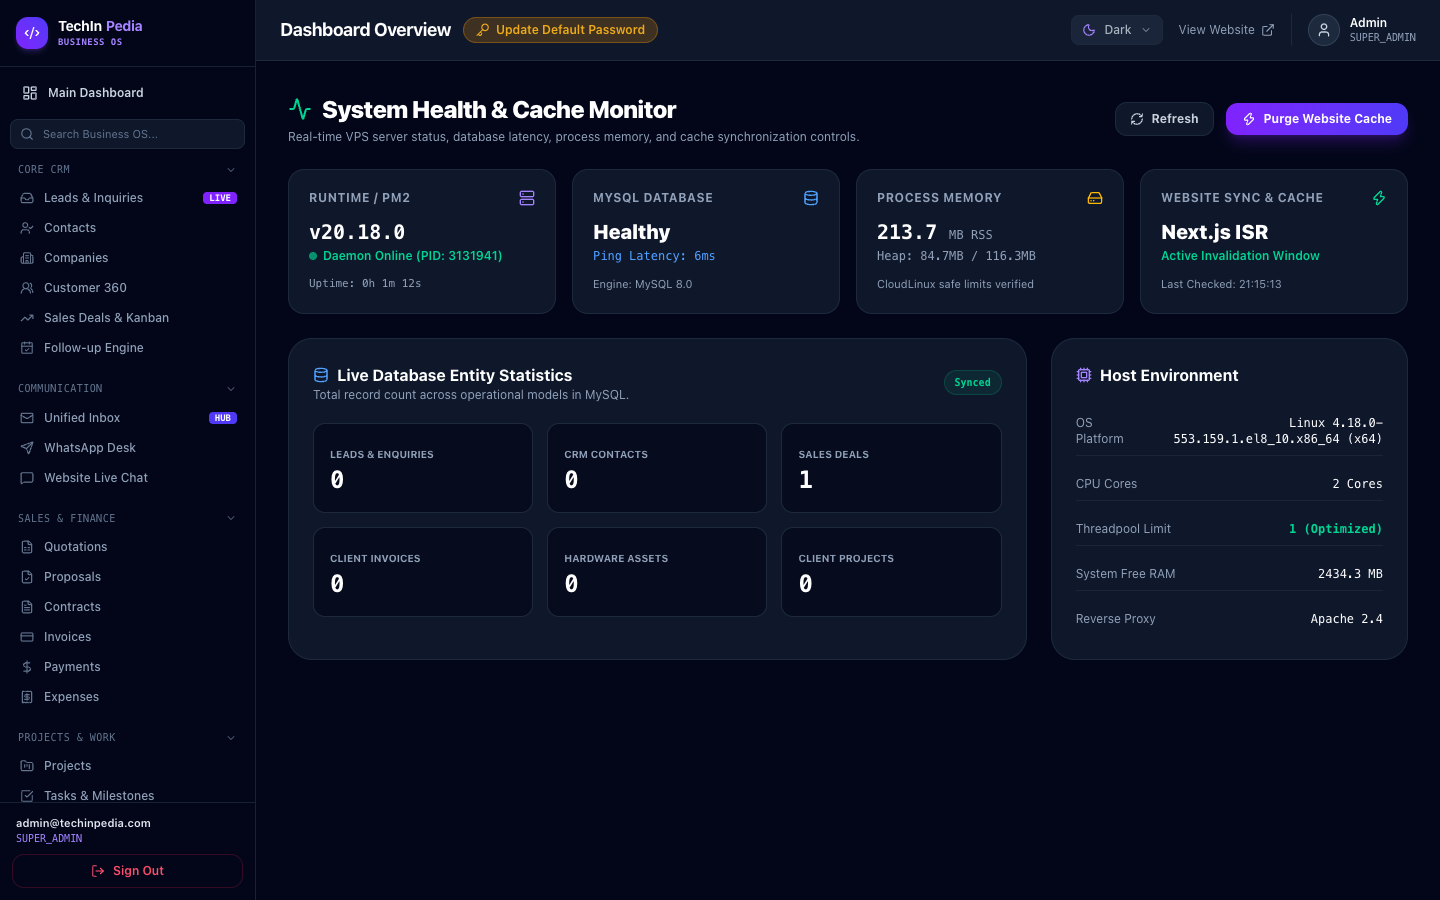 TechIn Pedia
BUSINESS OS
Main Dashboard
Search Business OS...
CORE CRM
Leads & Inquiries LIVE
Contacts
Companies
Customer 360
Sales Deals & Kanban
Follow-up Engine
COMMUNICATION
Unified Inbox HUB
WhatsApp Desk
Website Live Chat
SALES & FINANCE
Quotations
Proposals
Contracts
Invoices
Payments
Expenses
PROJECTS & WORK
Projects
Tasks & Milestones
admin@techinpedia.com
SUPER_ADMIN
Sign Out
Dashboard Overview
Update Default Password
Dark
View Website
Admin
SUPER_ADMIN
System Health & Cache Monitor
Real-time VPS server status, database latency, process memory, and cache synchronization controls.
Refresh
Purge Website Cache
RUNTIME / PM2
v20.18.0
Daemon Online (PID: 3131941)
Uptime: 0h 1m 12s
MYSQL DATABASE
Healthy
Ping Latency: 6ms
Engine: MySQL 8.0
PROCESS MEMORY
213.7 MB RSS
Heap: 84.7MB / 116.3MB
CloudLinux safe limits verified
WEBSITE SYNC & CACHE
Next.js ISR
Active Invalidation Window
Last Checked: 21:15:13
Live Database Entity Statistics
Total record count across operational models in MySQL.
Synced
LEADS & ENQUIRIES
0
CRM CONTACTS
0
SALES DEALS
1
CLIENT INVOICES
0
HARDWARE ASSETS
0
CLIENT PROJECTS
0
Host Environment
OS Platform
Linux 4.18.0-
553.159.1.el8_10.x86_64 (x64)
CPU Cores 2 Cores
Threadpool Limit 1 (Optimized)
System Free RAM 2434.3 MB
Reverse Proxy Apache 2.4